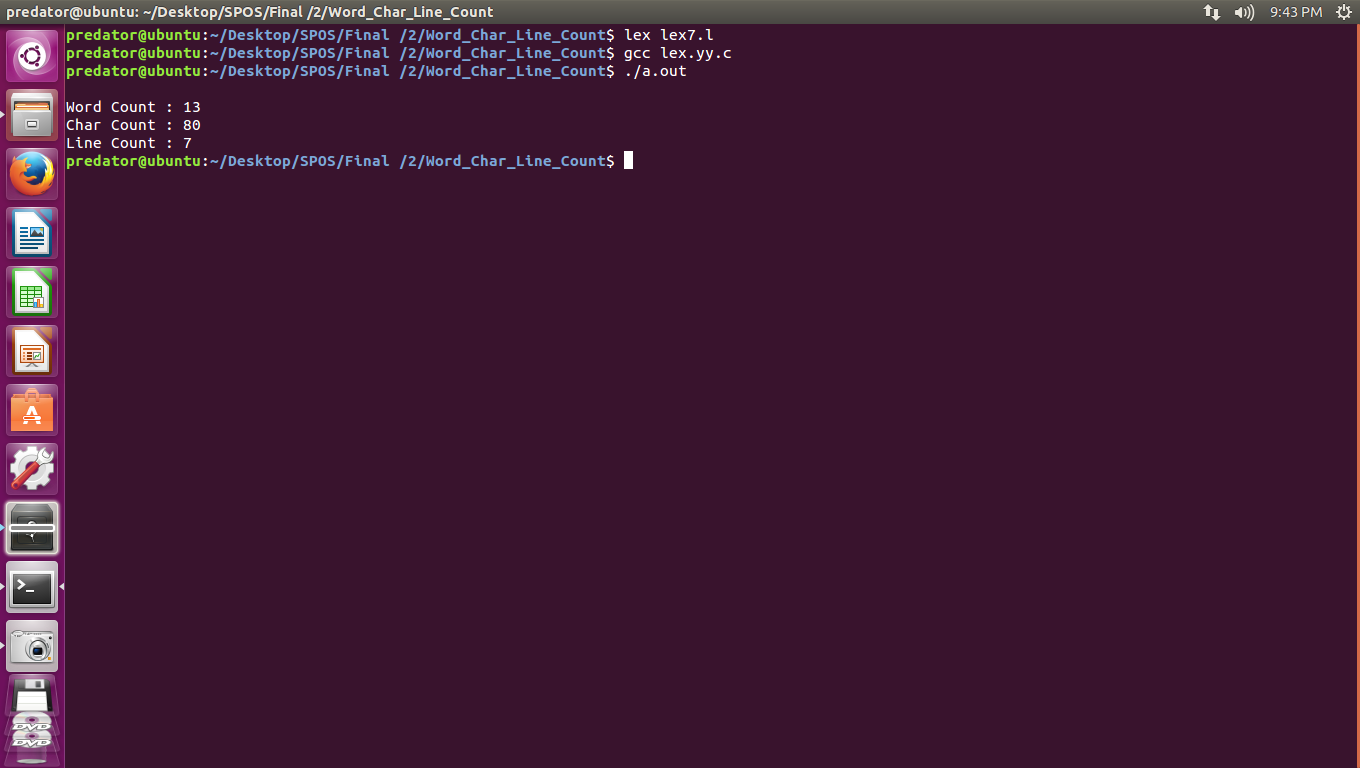 predator@ubuntu: ~/Desktop/SPOS/Final /2/Word_Char_Line_Count 9:43 PM
predator@ubuntu:~/Desktop/SPOS/Final /2/Word_Char_Line_Count$ lex lex7.l
predator@ubuntu:~/Desktop/SPOS/Final /2/Word_Char_Line_Count$ gcc lex.yy.c
predator@ubuntu:~/Desktop/SPOS/Final /2/Word_Char_Line_Count$ ./a.out
Word Count : 13
Char Count : 80
Line Count : 7
predator@ubuntu:~/Desktop/SPOS/Final /2/Word_Char_Line_Count$
DVD
DVD